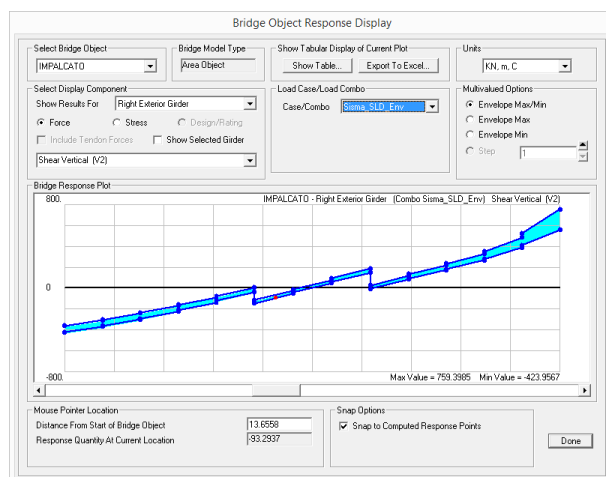 Bridge Object Response Display
Select Bridge Object
IMPALCATO
Bridge Model Type
Area Object
Show Tabular Display of Current Plot
Show Table...
Export To Excel...
Units
KN, m, C
Select Display Component
Show Results For
Right Exterior Girder
Force
Stress
Design/Rating
Include Tendon Forces
Show Selected Girder
Shear Vertical (V2)
Load Case/Load Combo
Case/Combo
Sisma_SLD_Env
Multivalued Options
Envelope Max/Min
Envelope Max
Envelope Min
Step
1
Bridge Response Plot
800.
IMPALCATO - Right Exterior Girder (Combo Sisma_SLD_Env) Shear Vertical (V2)
0
-800.
Max Value = 759.3985 Min Value = -423.9567
Mouse Pointer Location
Distance From Start of Bridge Object
13.6558
Response Quantity At Current Location
-93.2937
Snap Options
Snap to Computed Response Points
Done